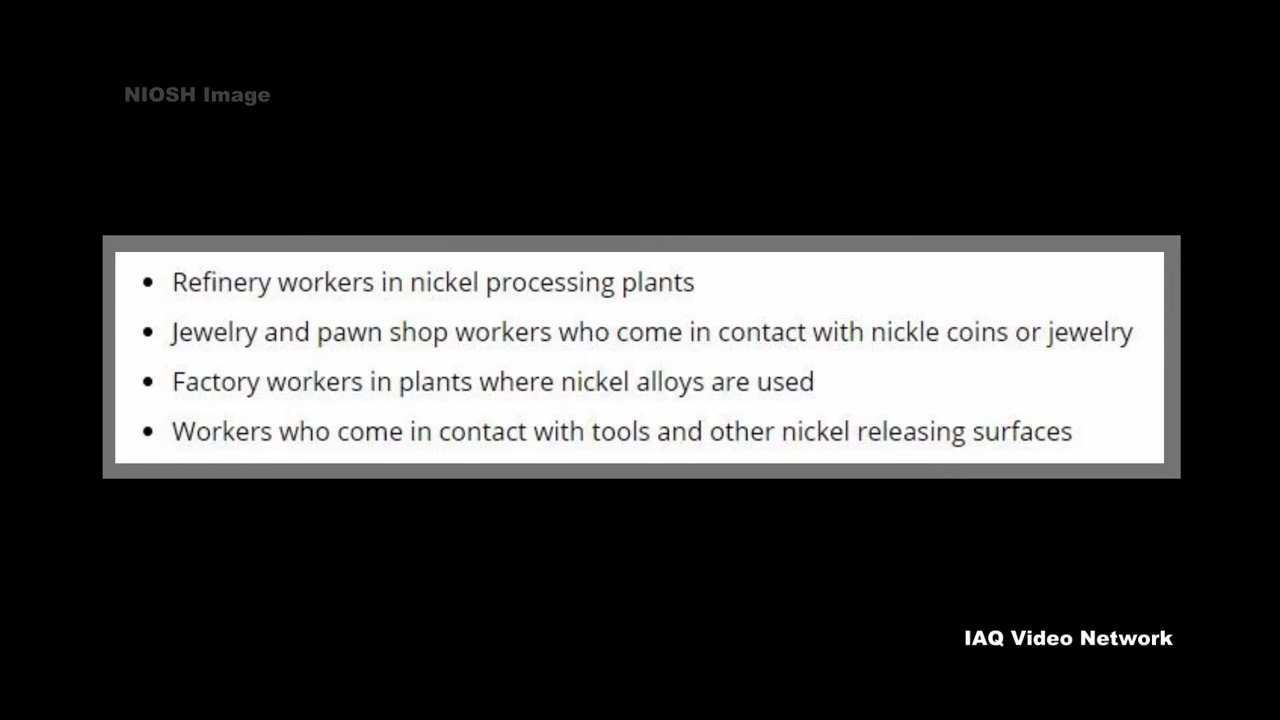 NIOSH Image
• Refinery workers in nickel processing plants
• Jewelry and pawn shop workers who come in contact with nickle coins or jewelry
• Factory workers in plants where nickel alloys are used
• Workers who come in contact with tools and other nickel releasing surfaces
IAQ Video Network